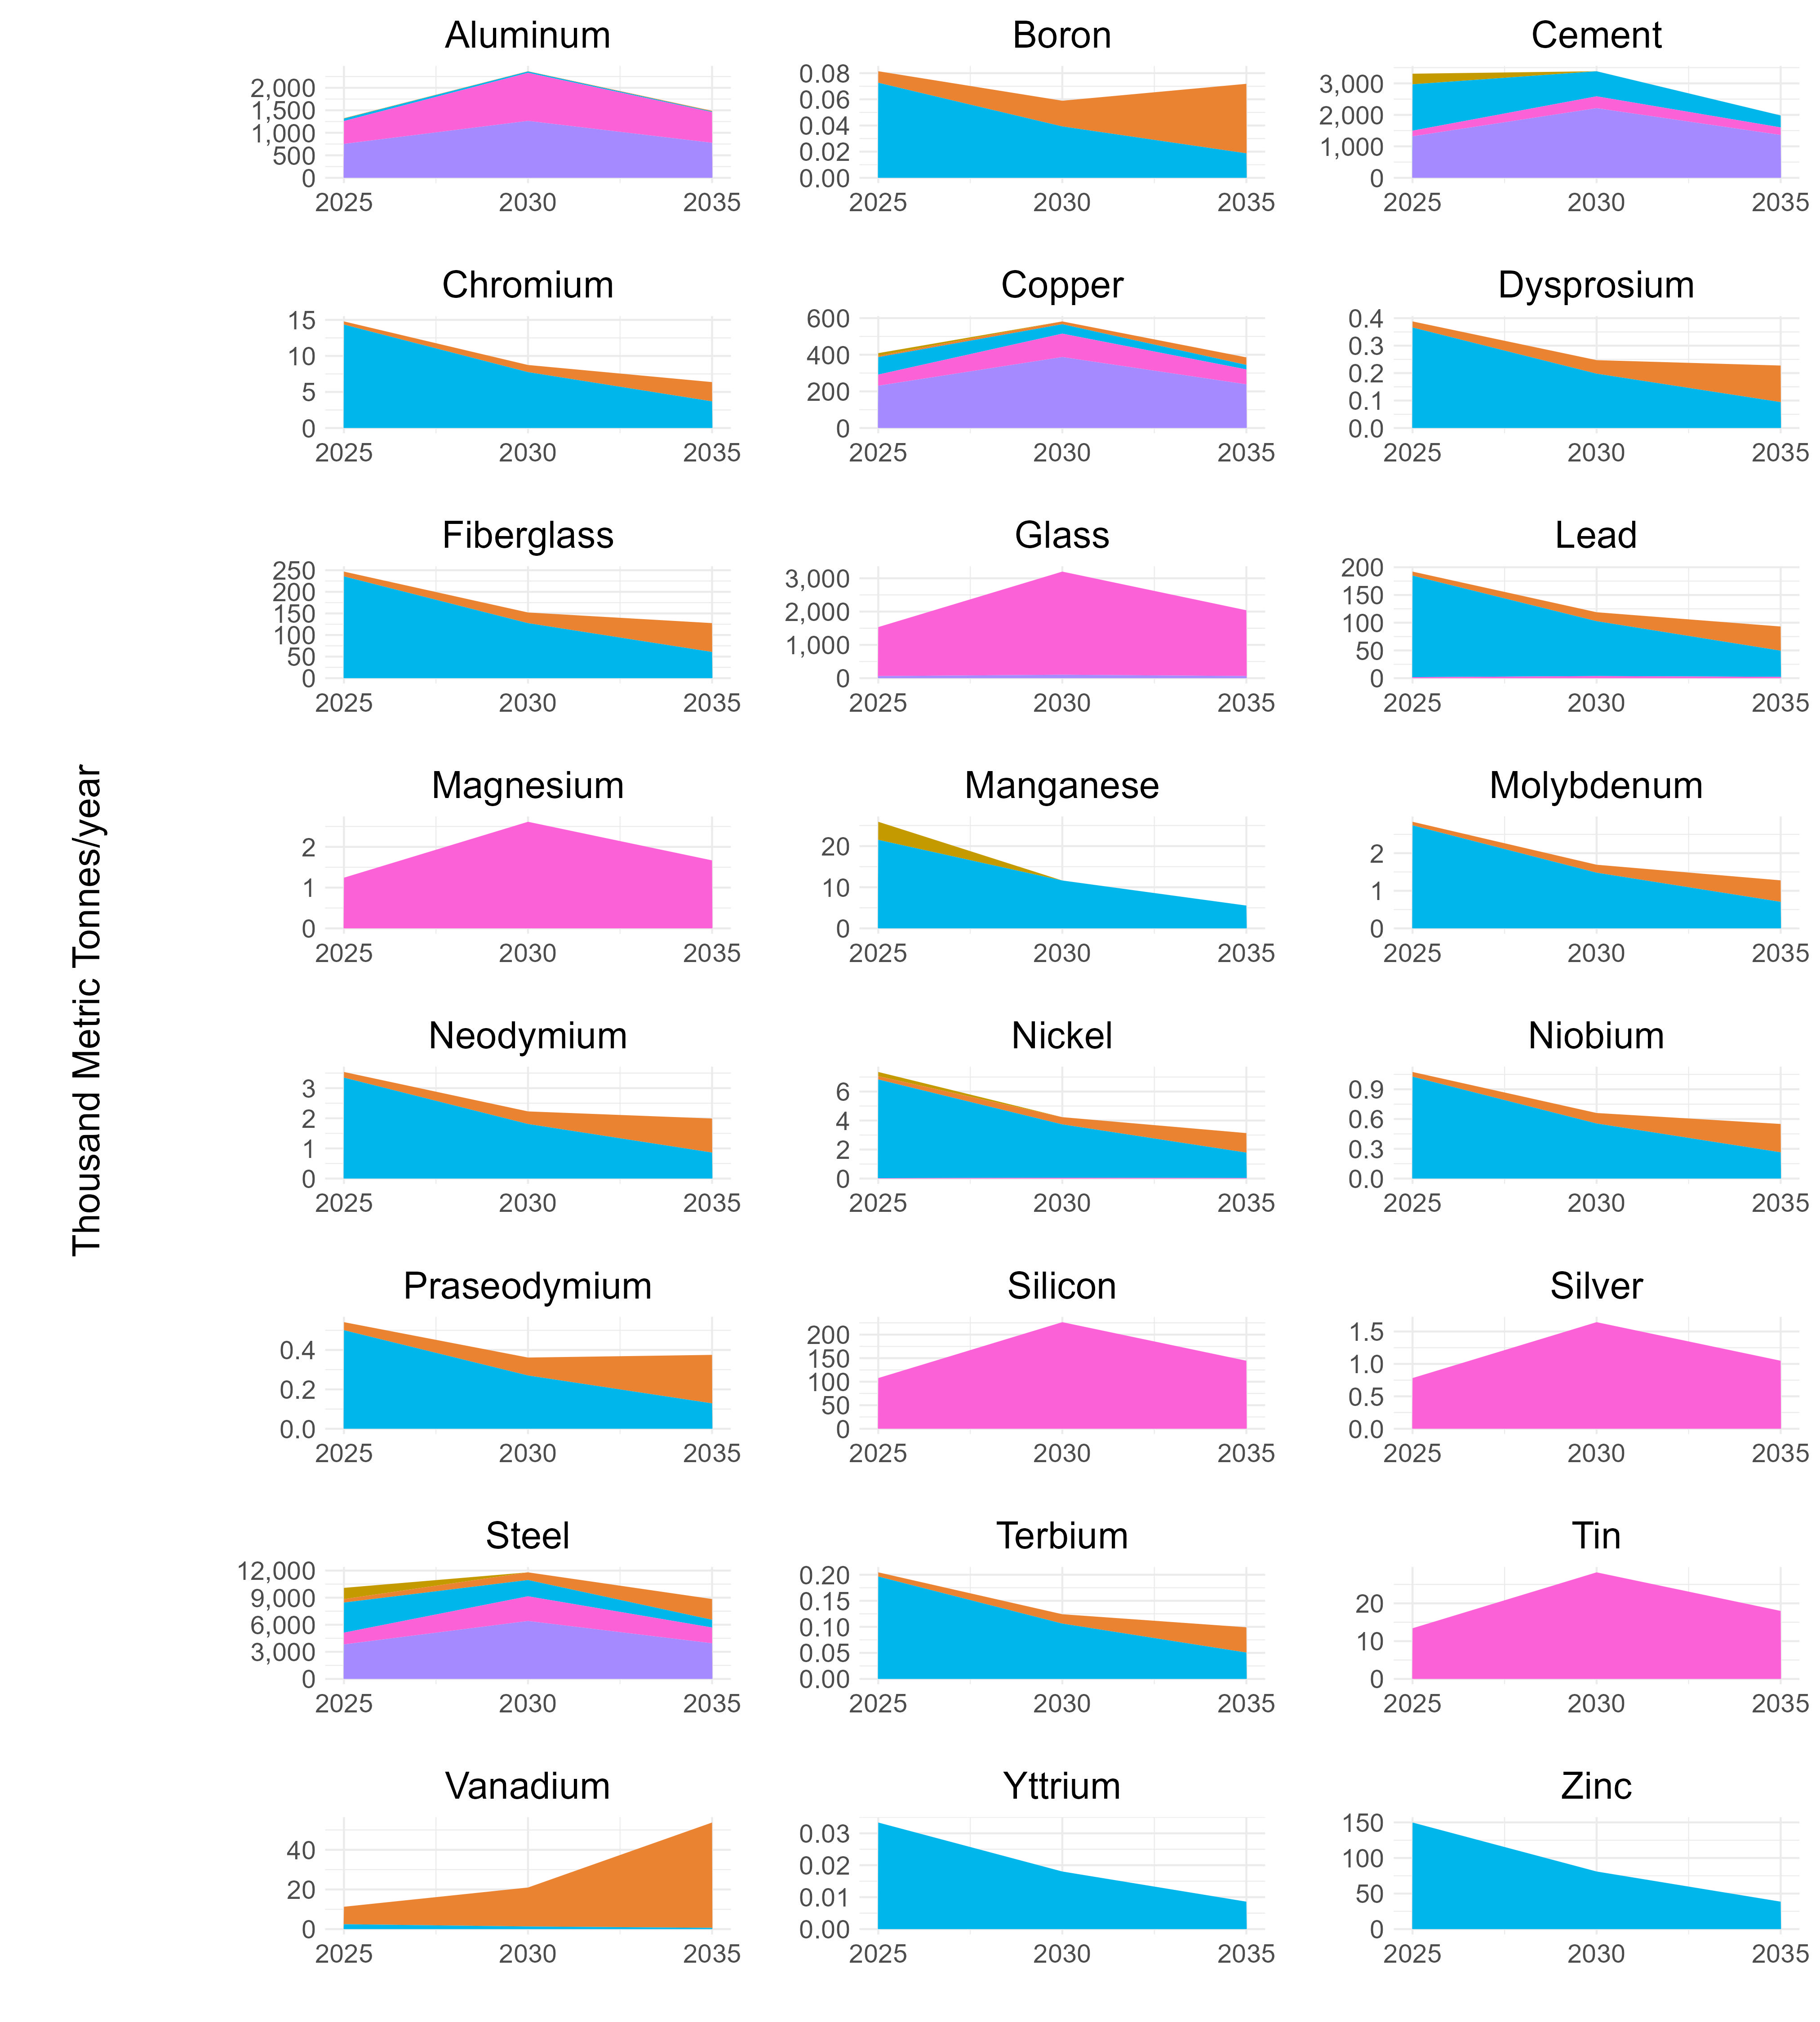 Aluminum Boron Cement
2,000 0.08 3,000
1,500 0.06 2,000
1,000 0.04 1,000
500 0.02
0 0.00 0
2025 2030 2035 2025 2030 2035 2025 2030 2035
Chromium Copper Dysprosium
15 600 0.4
10 400 0.3
5 200 0.2
0.1
0 0 0.0
2025 2030 2035 2025 2030 2035 2025 2030 2035
Fiberglass Glass Lead
250 3,000 200
200 2,000 150
150 1,000 100
100 50
50
0 0 0
2025 2030 2035 2025 2030 2035 2025 2030 2035
Thousand Metric Tonnes/year
Magnesium Manganese Molybdenum
2 20 2
1 10 1
0 0 0
2025 2030 2035 2025 2030 2035 2025 2030 2035
Neodymium Nickel Niobium
3 6 0.9
2 4 0.6
1 2 0.3
0 0 0.0
2025 2030 2035 2025 2030 2035 2025 2030 2035
Praseodymium Silicon Silver
0.4 200 1.5
0.2 150 1.0
100 0.5
50
0.0 0 0.0
2025 2030 2035 2025 2030 2035 2025 2030 2035
Steel Terbium Tin
12,000 0.20 20
9,000 0.15 10
6,000 0.10
3,000 0.05
0 0.00 0
2025 2030 2035 2025 2030 2035 2025 2030 2035
Vanadium Yttrium Zinc
40 0.03 150
20 0.02 100
0.01 50
0 0.00 0
2025 2030 2035 2025 2030 2035 2025 2030 2035